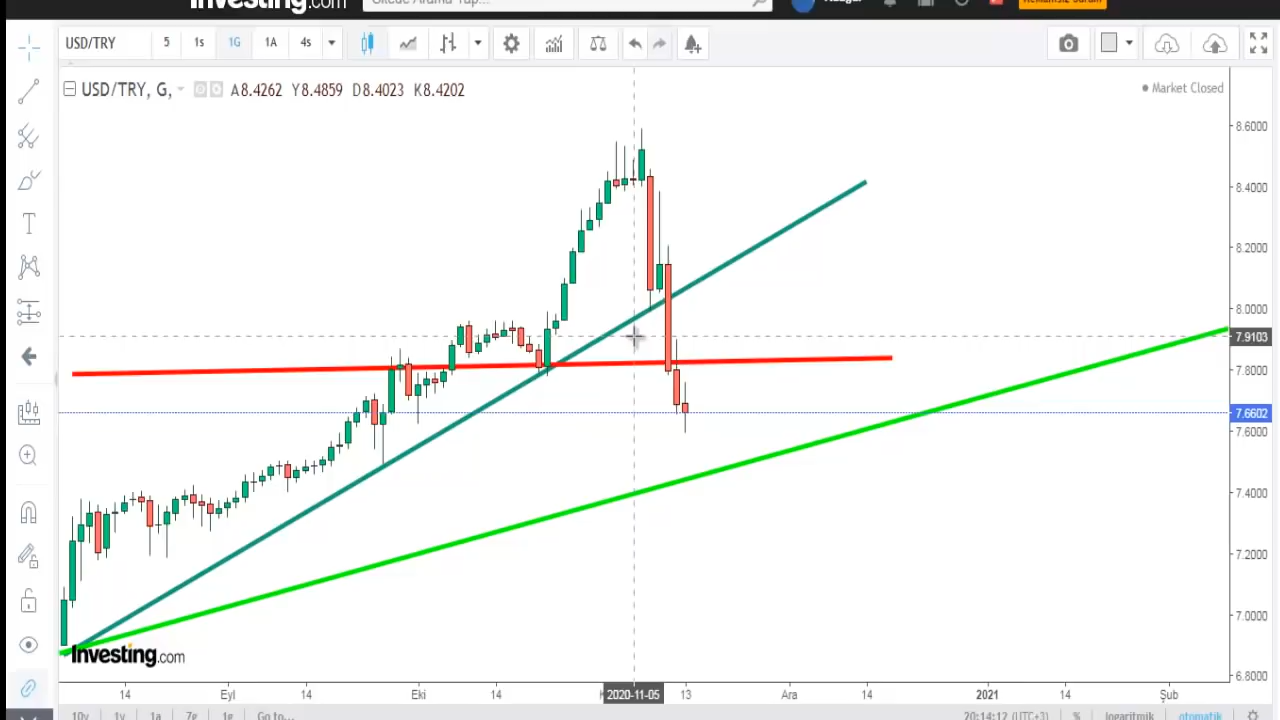 Investing.com
USD/TRY 5 1s 1G 1A 4s
USD/TRY, G, A8.4262 Y8.4859 D8.4023 K8.4202
Market Closed
8.6000
8.4000
8.2000
8.0000
7.9103
7.8000
7.6602
7.6000
7.4000
7.2000
7.0000
6.8000
Investing.com
14 Eyl 14 Eki 14 2020-11-05 13 Ara 14 2021 14 Şub
10y 1y 1a 7g 1g Go to... 20:14:12 (UTC+3) % logaritmik otomatik